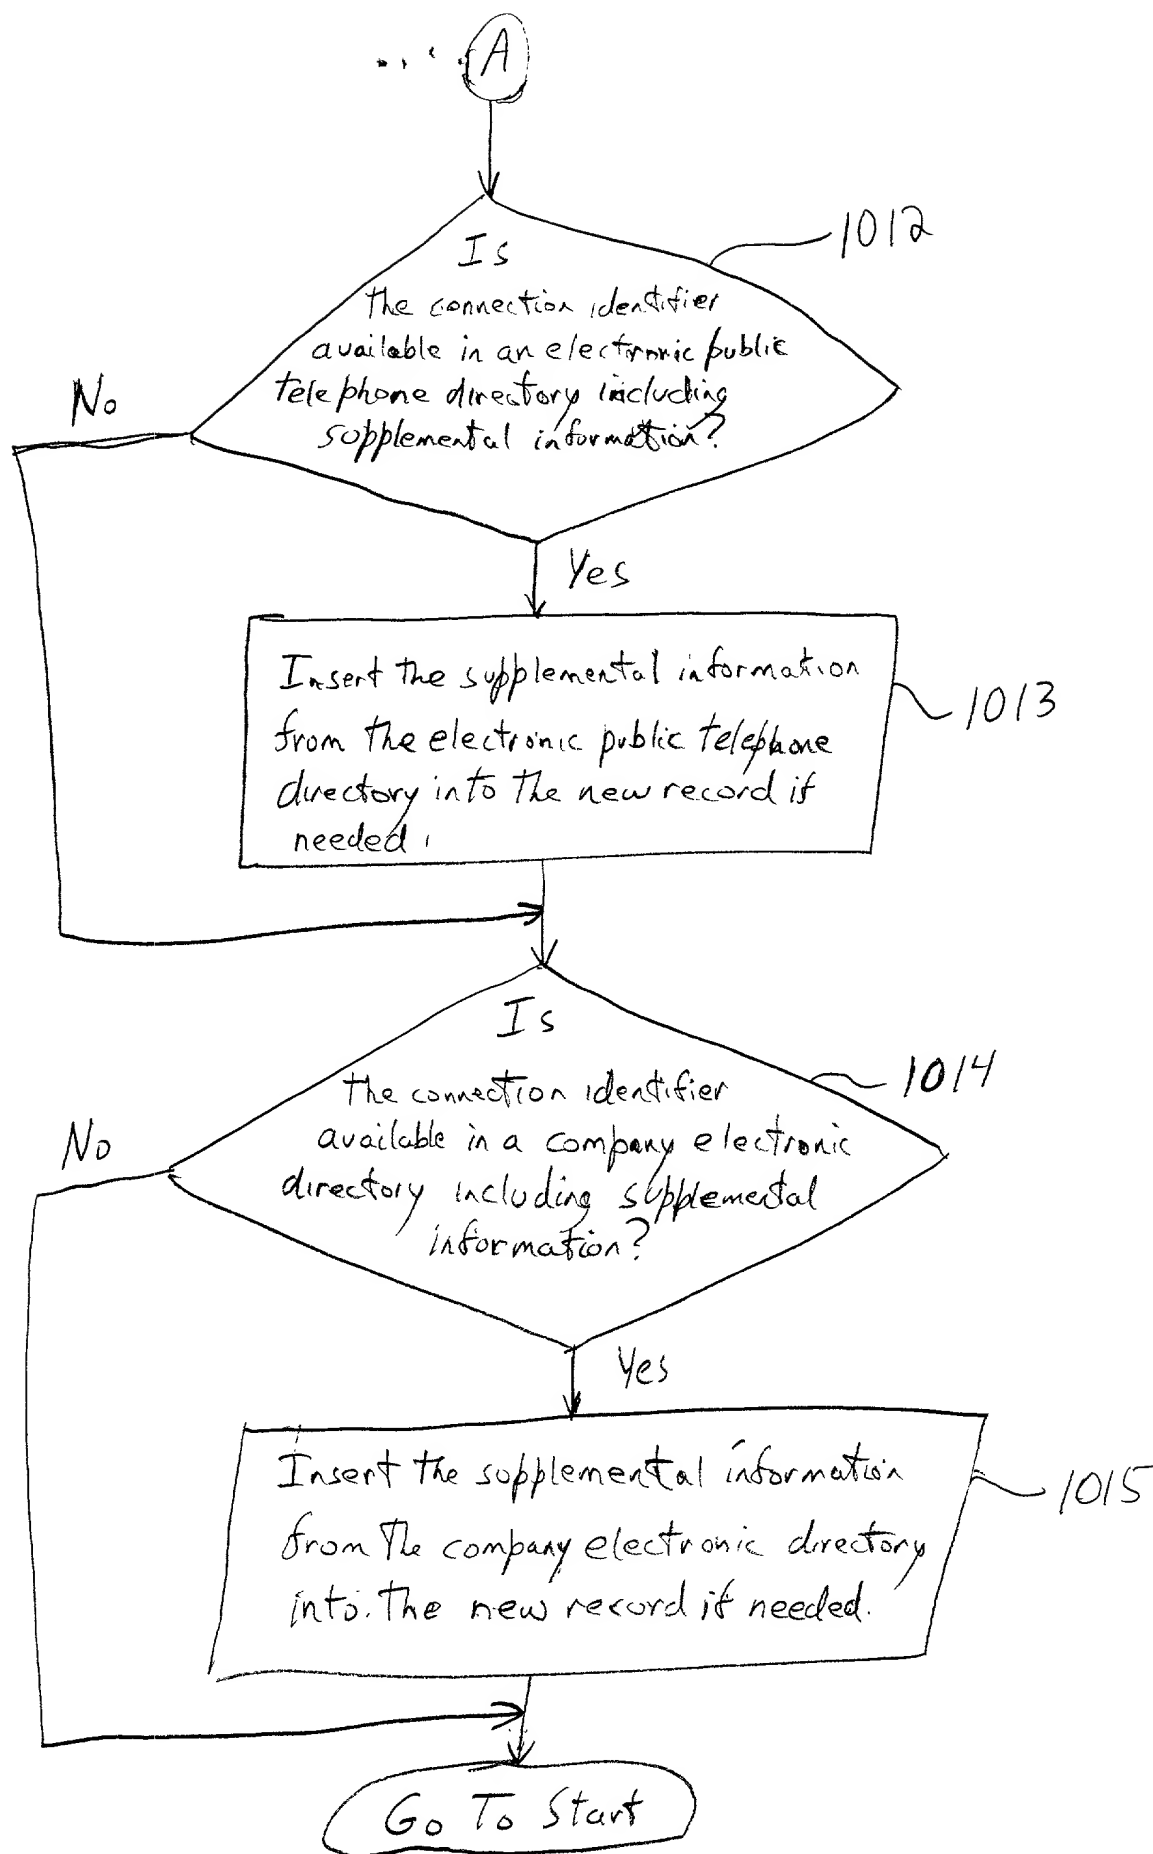 A
1012
Is
the connection identifier
available in an electronic public
telephone directory including
supplemental information?
No
Yes
Insert the supplemental information
from the electronic public telephone
directory into the new record if
needed.
1013
Is
the connection identifier
available in a company electronic
directory including supplemental
information?
1014
No
Yes
Insert the supplemental information
from the company electronic directory
into the new record if needed.
1015
Go To Start